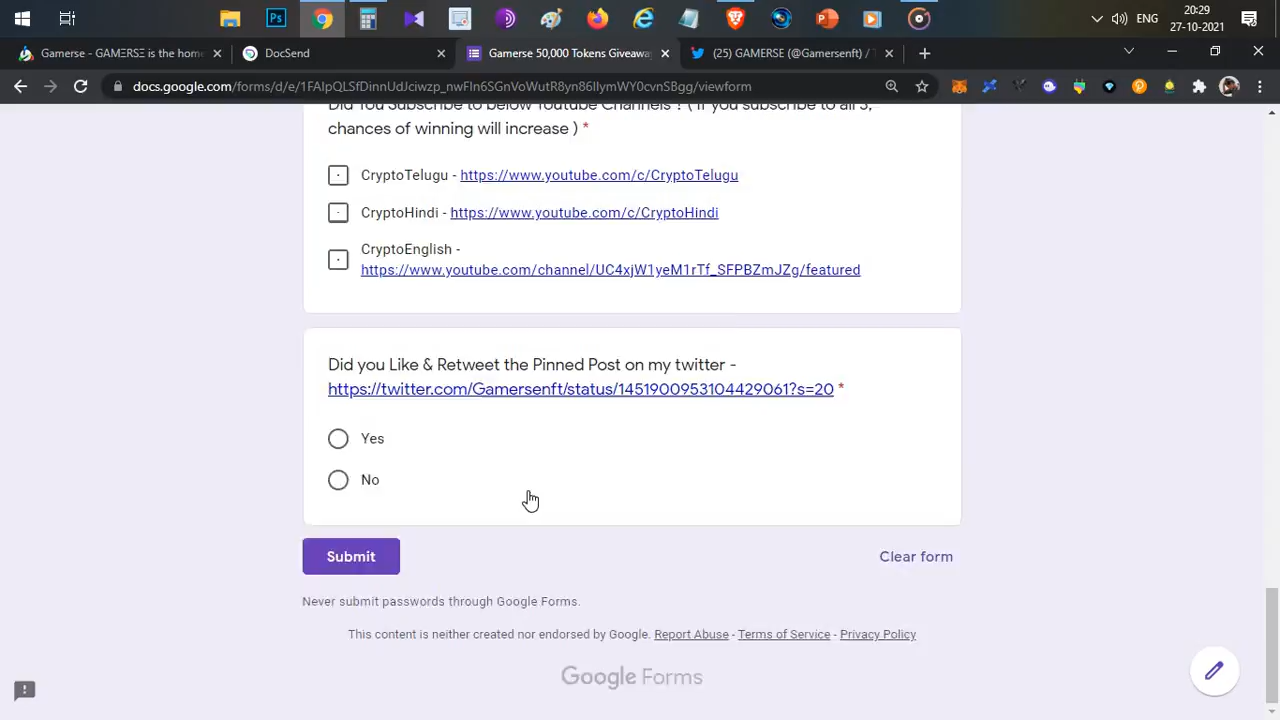 20:29
ENG
27-10-2021
Gamerse - GAMERSE is the hom
DocSend
Gamerse 50,000 Tokens Giveaway
(25) GAMERSE (@Gamersenft) / T
docs.google.com/forms/d/e/1FAIpQLSfDinnUdJciwzp_nwFIn6SGnVoWutR8yn86IlymWY0cvnSBgg/viewform
Did You Subscribe to below Youtube Channels ? ( If you subscribe to all 3,
chances of winning will increase ) *
CryptoTelugu - https://www.youtube.com/c/CryptoTelugu
CryptoHindi - https://www.youtube.com/c/CryptoHindi
CryptoEnglish -
https://www.youtube.com/channel/UC4xjW1yeM1rTf_SFPBZmJZg/featured
Did you Like & Retweet the Pinned Post on my twitter -
https://twitter.com/Gamersenft/status/1451900953104429061?s=20 *
Yes
No
Submit
Clear form
Never submit passwords through Google Forms.
This content is neither created nor endorsed by Google. Report Abuse - Terms of Service - Privacy Policy
Google Forms